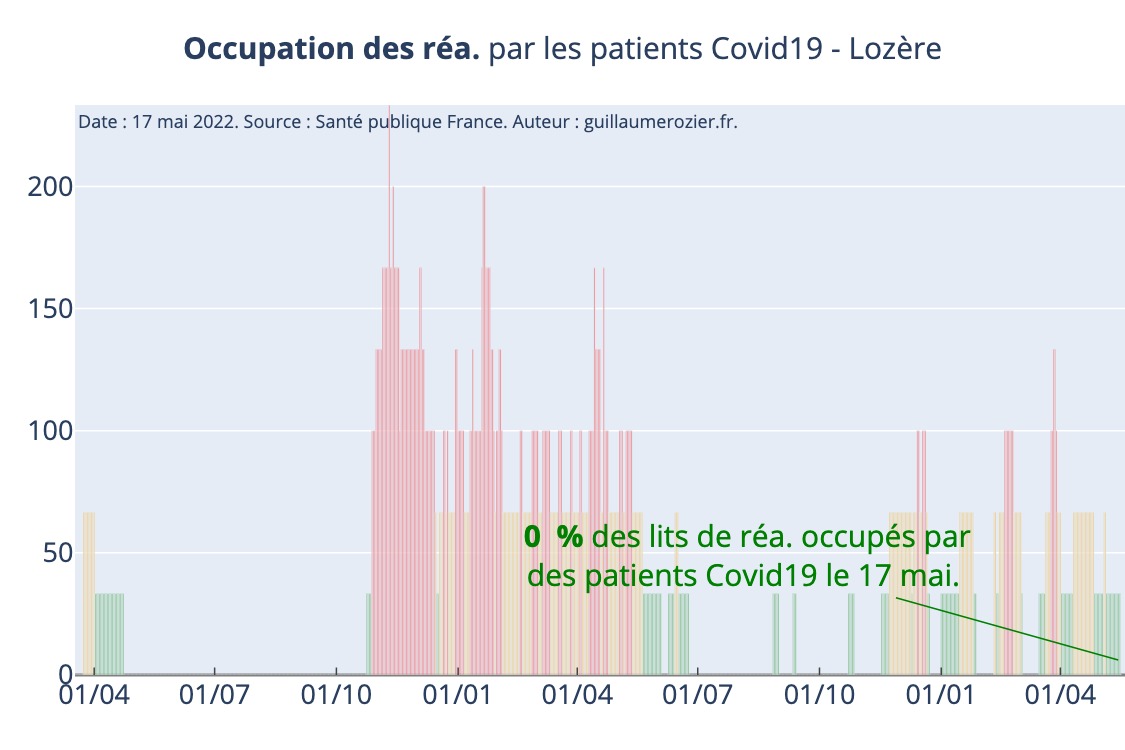 Occupation des réa. par les patients Covid19 - Lozère
Date : 17 mai 2022. Source : Santé publique France. Auteur : guillaumerozier.fr.
200
150
100
50
0
0 % des lits de réa. occupés par
des patients Covid19 le 17 mai.
01/04 01/07 01/10 01/01 01/04 01/07 01/10 01/01 01/04